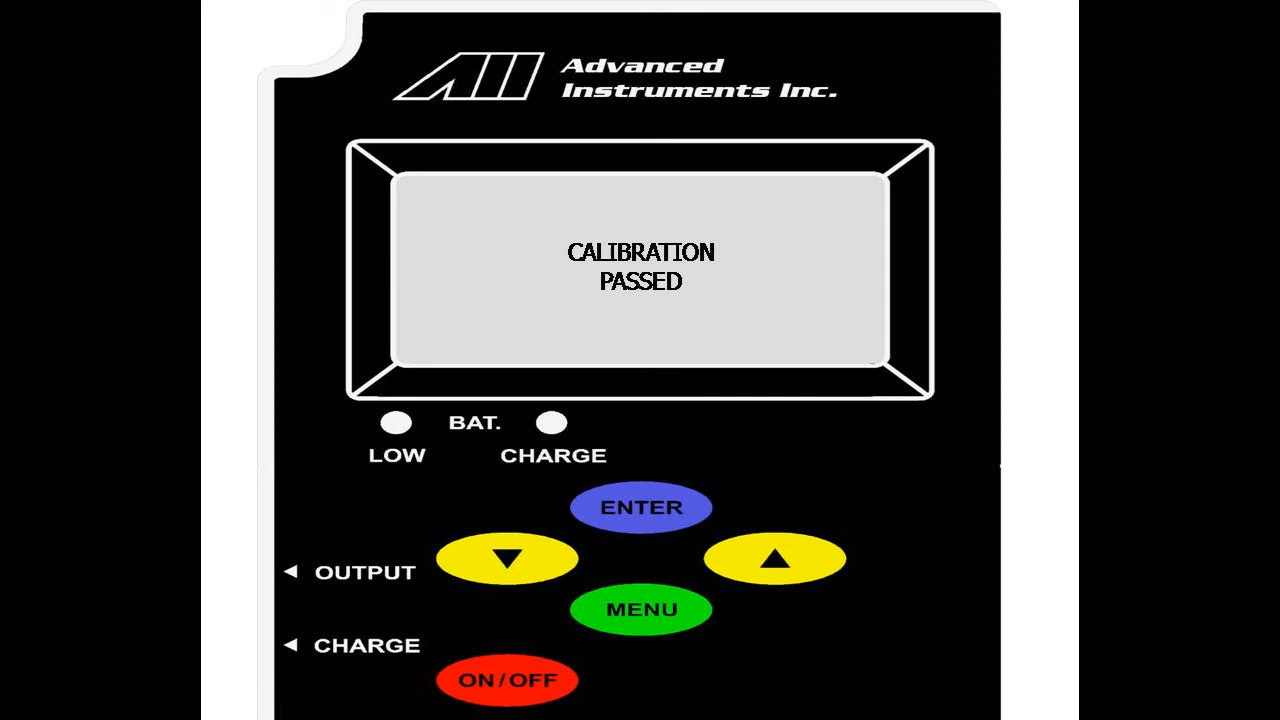 AII Advanced
Instruments Inc.
CALIBRATION
PASSED
BAT.
LOW CHARGE
ENTER
OUTPUT
MENU
CHARGE
ON/OFF